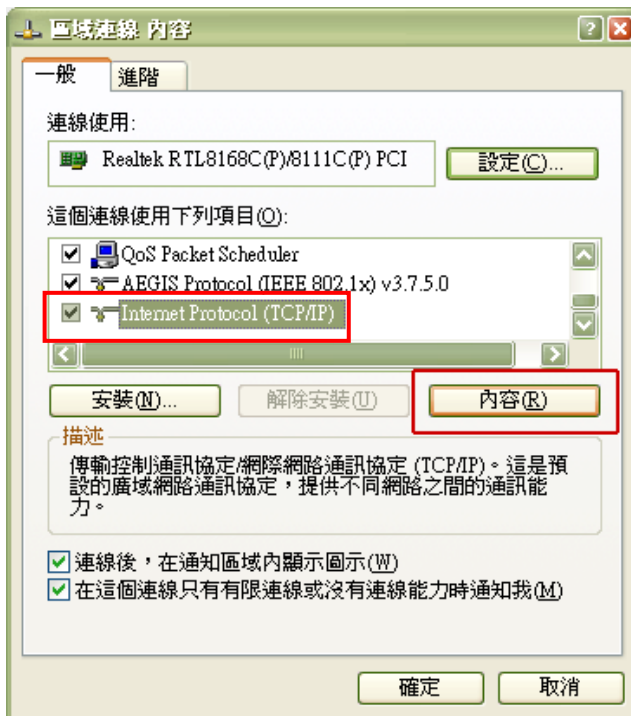 區域連線 內容
一般 進階
連線使用:
Realtek RTL8168C(P)/8111C(P) PCI 設定(C)...
這個連線使用下列項目(O):
QoS Packet Scheduler
AEGIS Protocol (IEEE 802.1x) v3.7.5.0
Internet Protocol (TCP/IP)
安裝(N)... 解除安裝(U) 內容(R)
描述
傳輸控制通訊協定/網際網路通訊協定 (TCP/IP)。這是預
設的廣域網路通訊協定，提供不同網路之間的通訊能
力。
連線後，在通知區域內顯示圖示(W)
在這個連線只有有限連線或沒有連線能力時通知我(M)
確定 取消